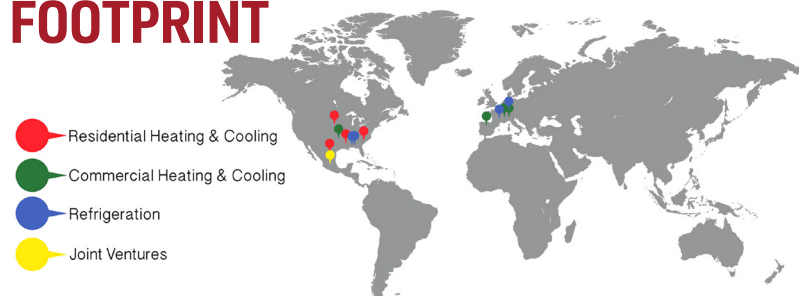 FOOTPRINT
Residential Heating & Cooling
Commercial Heating & Cooling
Refrigeration
Joint Ventures